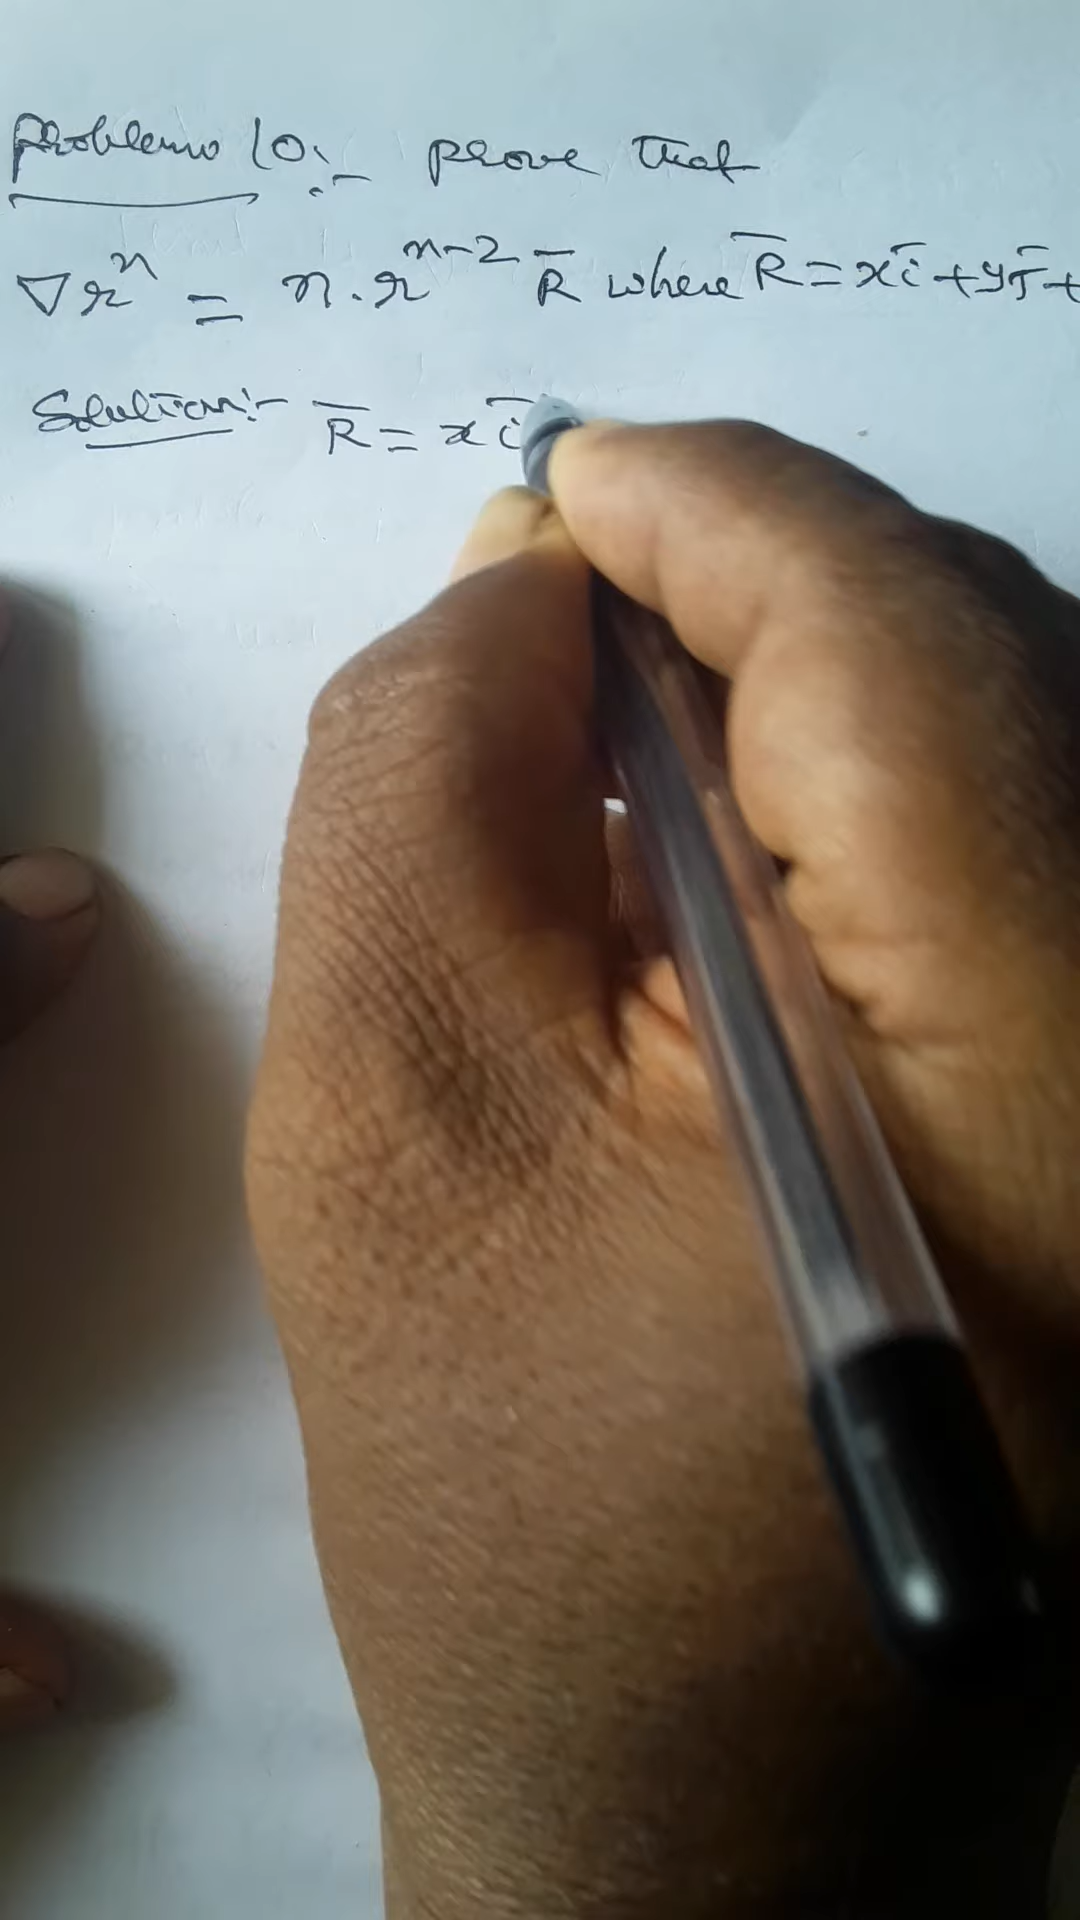 Problem 10:- prove that
∇r^n = n.r^{n-2} R̄ where R̄ = xī + yj̄ +
Solution:- R̄ = xī